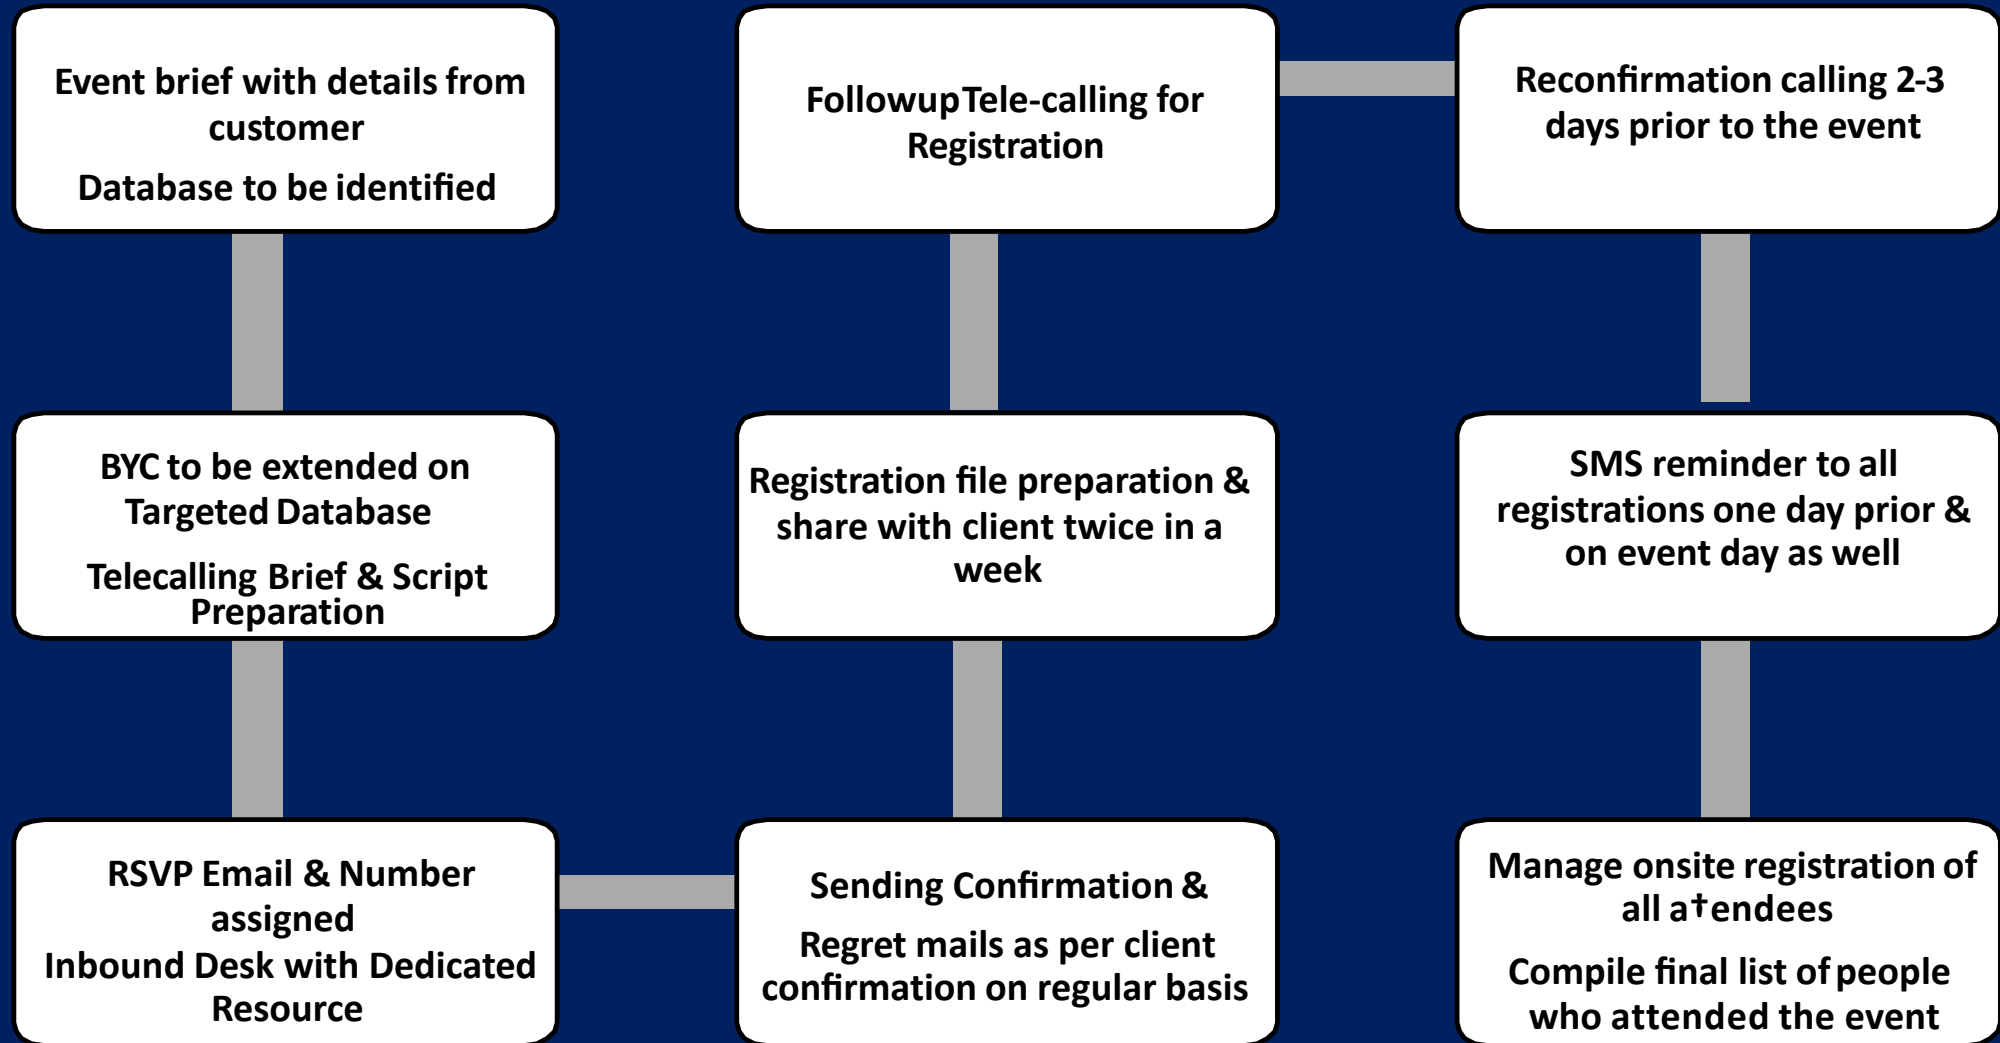 Event brief with details from
customer
Database to be identified
BYC to be extended on
Targeted Database
Telecalling Brief & Script
Preparation
RSVP Email & Number
assigned
Inbound Desk with Dedicated
Resource
Sending Confirmation &
Regret mails as per client
confirmation on regular basis
Registration file preparation &
share with client twice in a
week
FollowupTele-calling for
Registration
Reconfirmation calling 2-3
days prior to the event
SMS reminder to all
registrations one day prior &
on event day as well
Manage onsite registration of
all a†endees
Compile final list of people
who attended the event